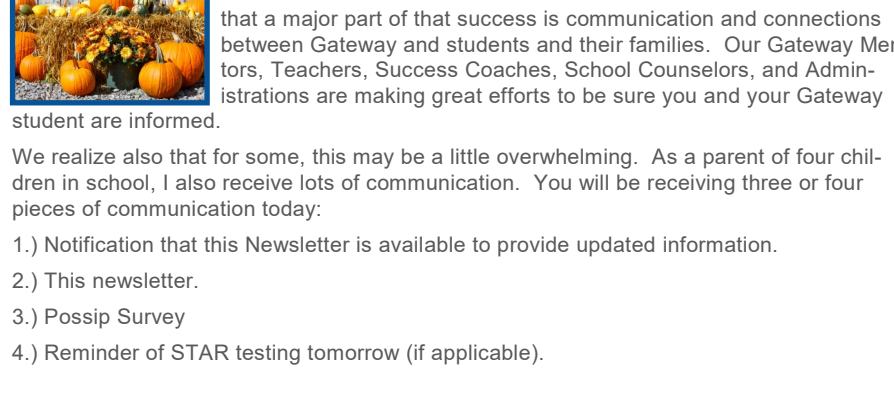 that a major part of that success is communication and connections
between Gateway and students and their families.  Our Gateway Men
tors, Teachers, Success Coaches, School Counselors, and Admin-
istrations are making great efforts to be sure you and your Gateway
student are informed.
We realize also that for some, this may be a little overwhelming.  As a parent of four chil-
dren in school, I also receive lots of communication.  You will be receiving three or four
pieces of communication today:
1.) Notification that this Newsletter is available to provide updated information.
2.) This newsletter.
3.) Possip Survey
4.) Reminder of STAR testing tomorrow (if applicable).